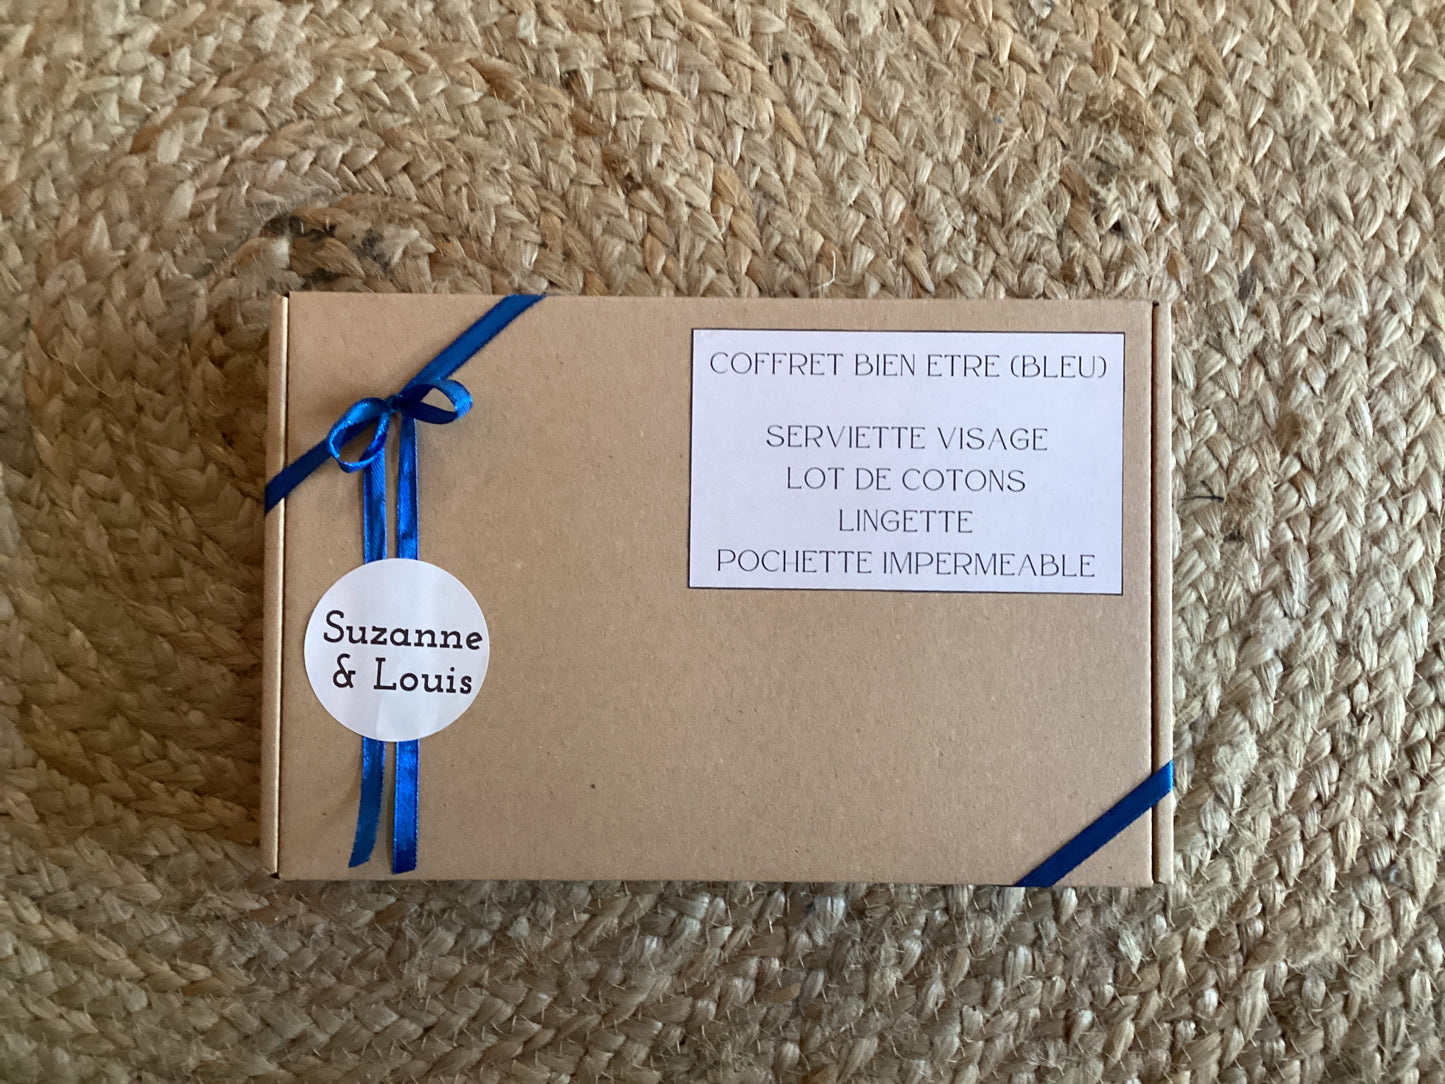 COFFRET BIEN ETRE (BLEU)
SERVIETTE VISAGE
LOT DE COTONS
LINGETTE
POCHETTE IMPERMEABLE
Suzanne
& Louis